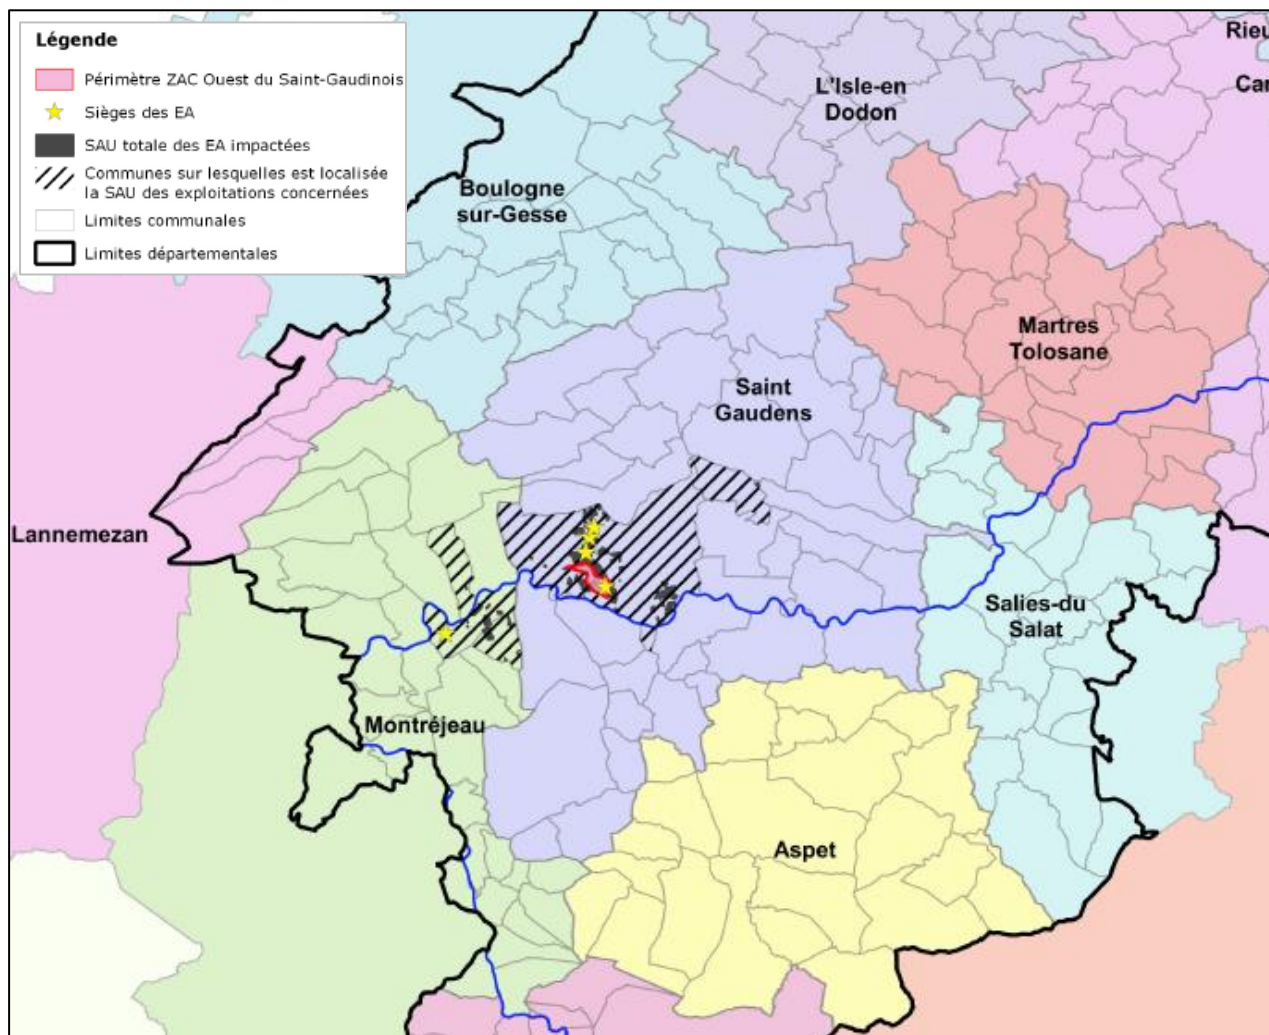 Légende
Périmètre ZAC Ouest du Saint-Gaudinois
Sièges des EA
SAU totale des EA impactées
Communes sur lesquelles est localisée
la SAU des exploitations concernées
Limites communales
Limites départementales
Rieu
Car
L'Isle-en
Dodon
Boulogne
sur-Gesse
Martres
Tolosane
Saint
Gaudens
Lannemezan
Salies-du
Salat
Montréjeau
Aspet